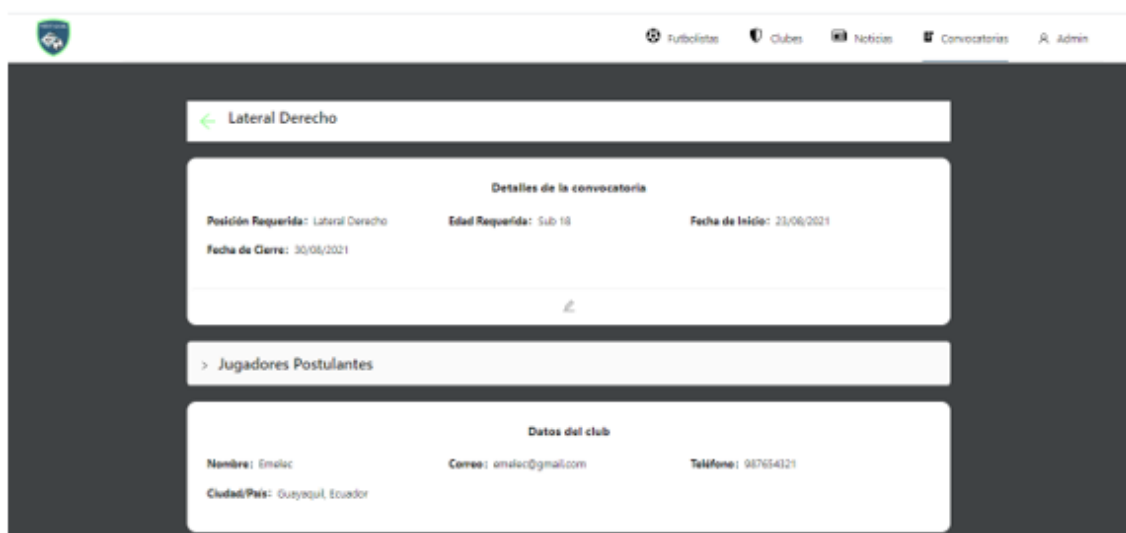 Futbolistas Clubes Noticias Convocatorias Admin
Lateral Derecho
Detalles de la convocatoria
Posición Requerida: Lateral Derecho Edad Requerida: Sub 18 Fecha de Inicio: 23/08/2021
Fecha de Cierre: 30/08/2021
> Jugadores Postulantes
Datos del club
Nombre: Emelec Correo: emelec@gmail.com Teléfono: 987654321
Ciudad/País: Guayaquil, Ecuador